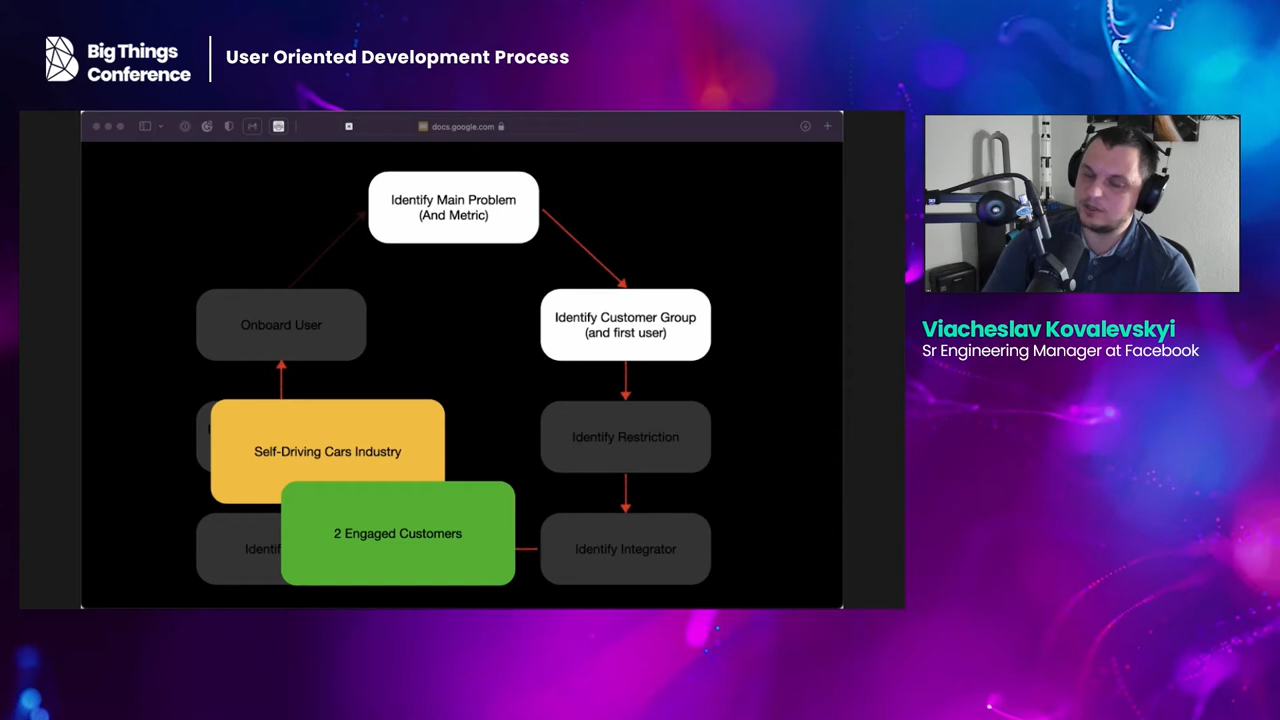 Big Things
Conference
User Oriented Development Process
docs.google.com
Identify Main Problem
(And Metric)
Onboard User
Identify Customer Group
(and first user)
Self-Driving Cars Industry
Identify Restriction
2 Engaged Customers
Identify Integrator
Viacheslav Kovalevskyi
Sr Engineering Manager at Facebook